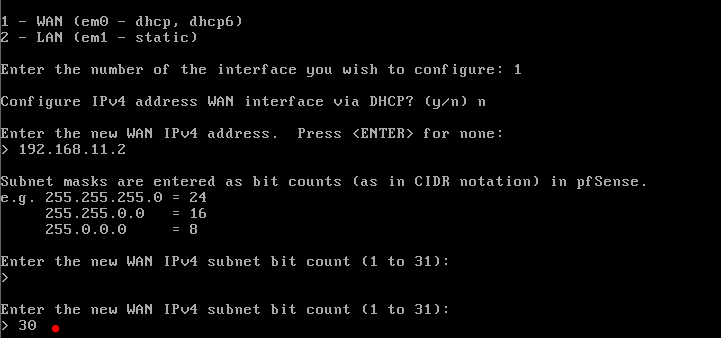 1 - WAN (em0 - dhcp, dhcp6)
2 - LAN (em1 - static)
Enter the number of the interface you wish to configure: 1
Configure IPv4 address WAN interface via DHCP? (y/n) n
Enter the new WAN IPv4 address.  Press <ENTER> for none:
> 192.168.11.2
Subnet masks are entered as bit counts (as in CIDR notation) in pfSense.
e.g. 255.255.255.0 = 24
     255.255.0.0   = 16
     255.0.0.0     = 8
Enter the new WAN IPv4 subnet bit count (1 to 31):
>
Enter the new WAN IPv4 subnet bit count (1 to 31):
> 30